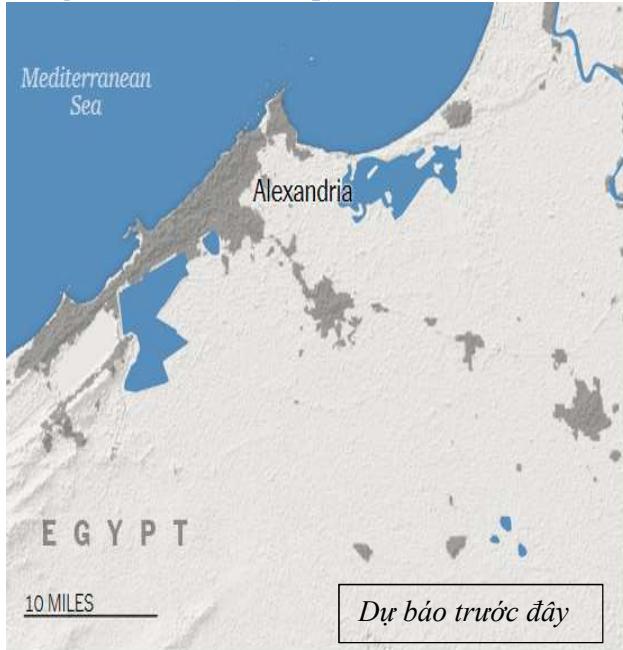 Mediterranean
Sea
Alexandria
EGYPT
10 MILES
Dự báo trước đây